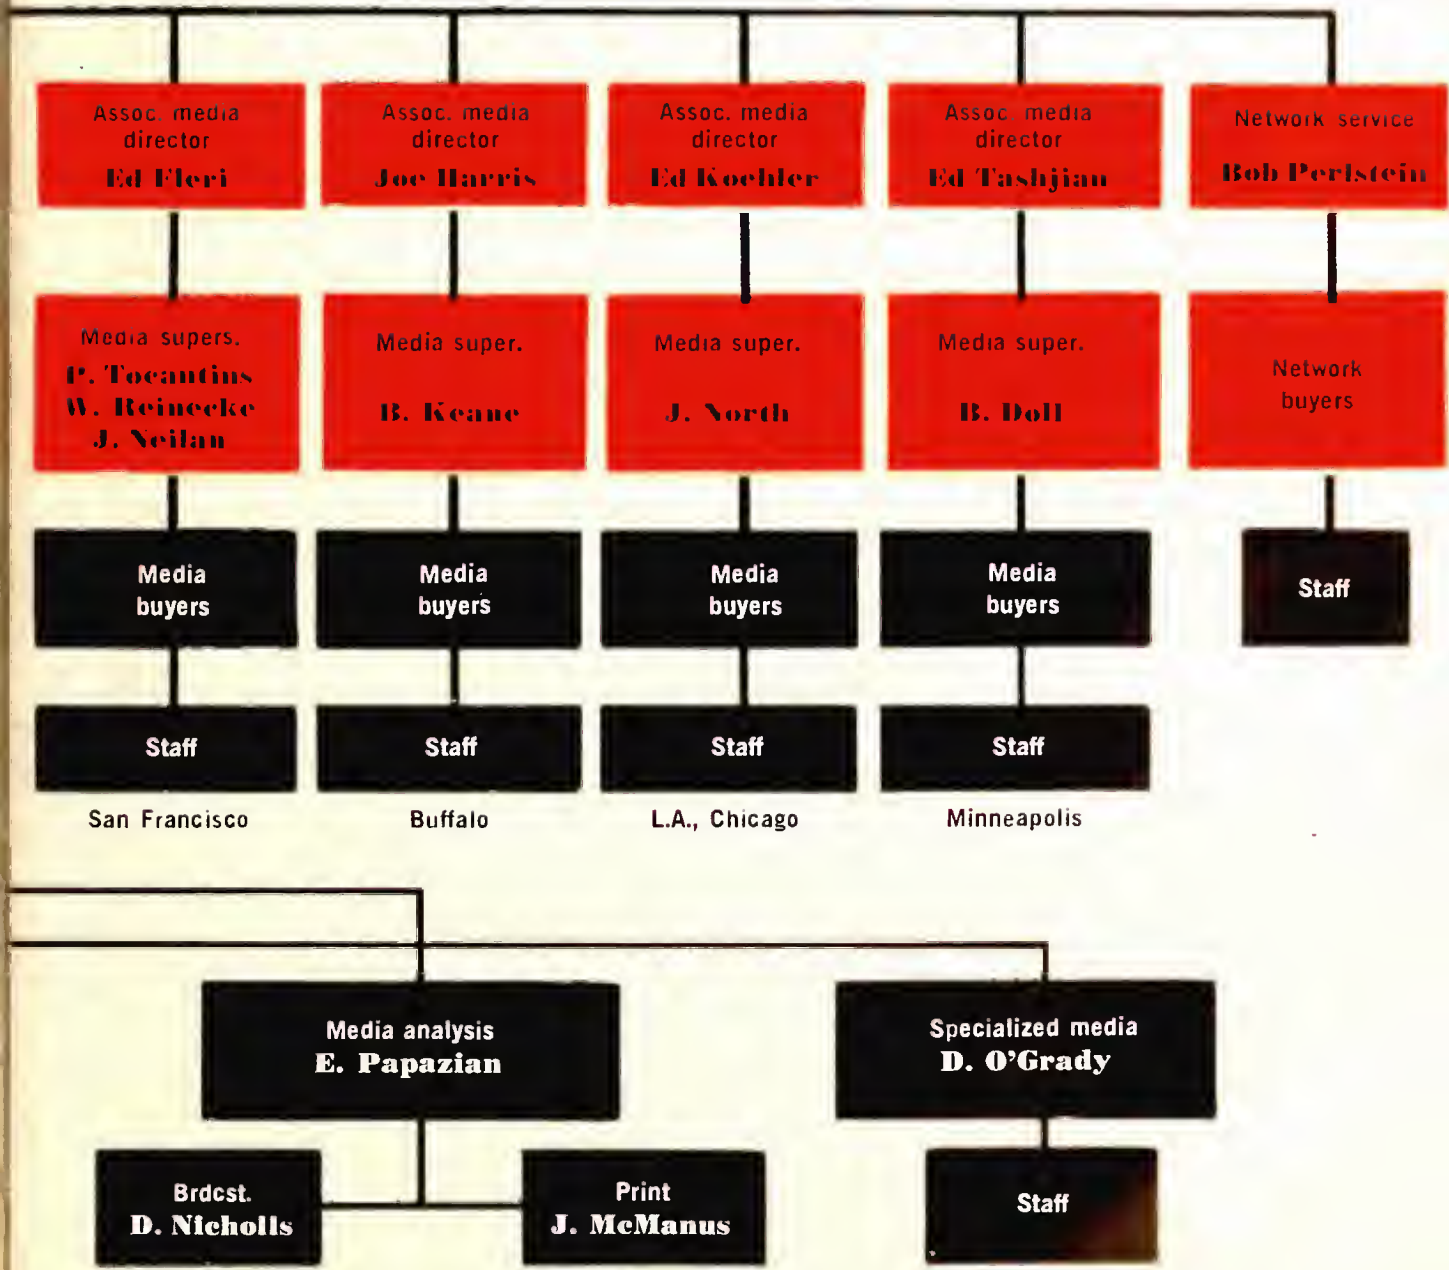 Assoc. media
director
Ed Fleri
Assoc. media
director
Joe Harris
Assoc. media
director
Ed Koehler
Assoc. media
director
Ed Tashjian
Network service
Bob Perlstein
Media supers.
P. Tocantins
W. Reinecke
J. Neilan
Media super.
B. Keane
Media super.
J. North
Media super.
B. Doll
Network
buyers
Media
buyers
Media
buyers
Media
buyers
Media
buyers
Staff
Staff
Staff
Staff
Staff
San Francisco
Buffalo
L.A., Chicago
Minneapolis
Media analysis
E. Papazian
Specialized media
D. O'Grady
Brdcst.
D. Nicholls
Print
J. McManus
Staff